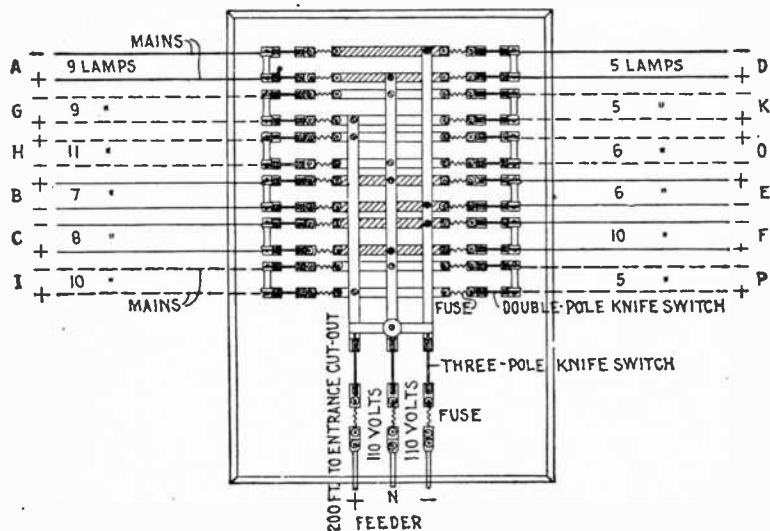 MAINS
A − 9 LAMPS 5 LAMPS − D
+ +
G − 9 " 5 " − K
+ +
H + 11 " 6 " + O
− −
B + 7 " 6 " + E
− −
C − 8 " 10 " − F
+ +
I − 10 " 5 " − P
+ +
MAINS FUSE DOUBLE-POLE KNIFE SWITCH
THREE-POLE KNIFE SWITCH
200 FT. TO ENTRANCE CUT-OUT
110 VOLTS
110 VOLTS
FUSE
+ N −
FEEDER